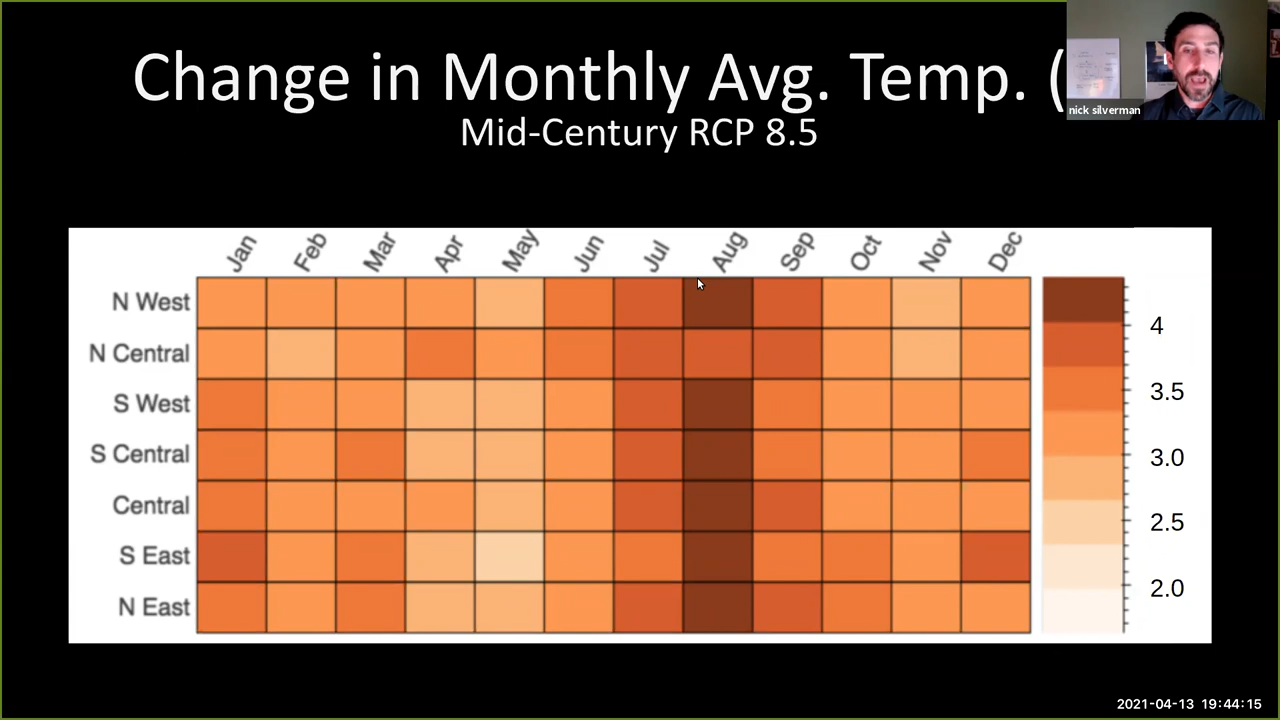 Change in Monthly Avg. Temp. (
nick silverman
Mid-Century RCP 8.5
Jan Feb Mar Apr May Jun Jul Aug Sep Oct Nov Dec
N West
N Central
S West
S Central
Central
S East
N East
4
3.5
3.0
2.5
2.0
2021-04-13 19:44:15